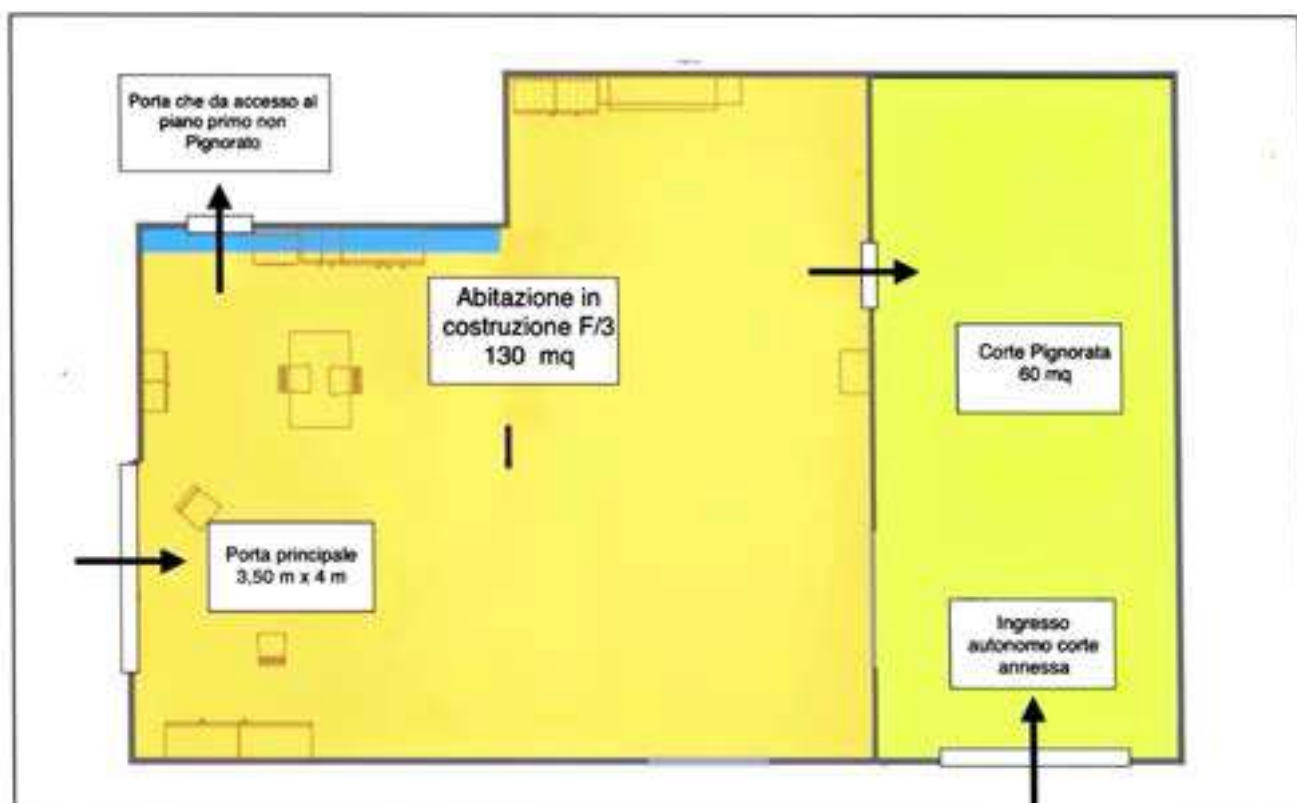 Porta che da accesso al
piano primo non
Pignorato
Abitazione in
costruzione F/3
130 mq
Corte Pignorata
60 mq
Porta principale
3,50 m x 4 m
Ingresso
autonomo corte
annessa